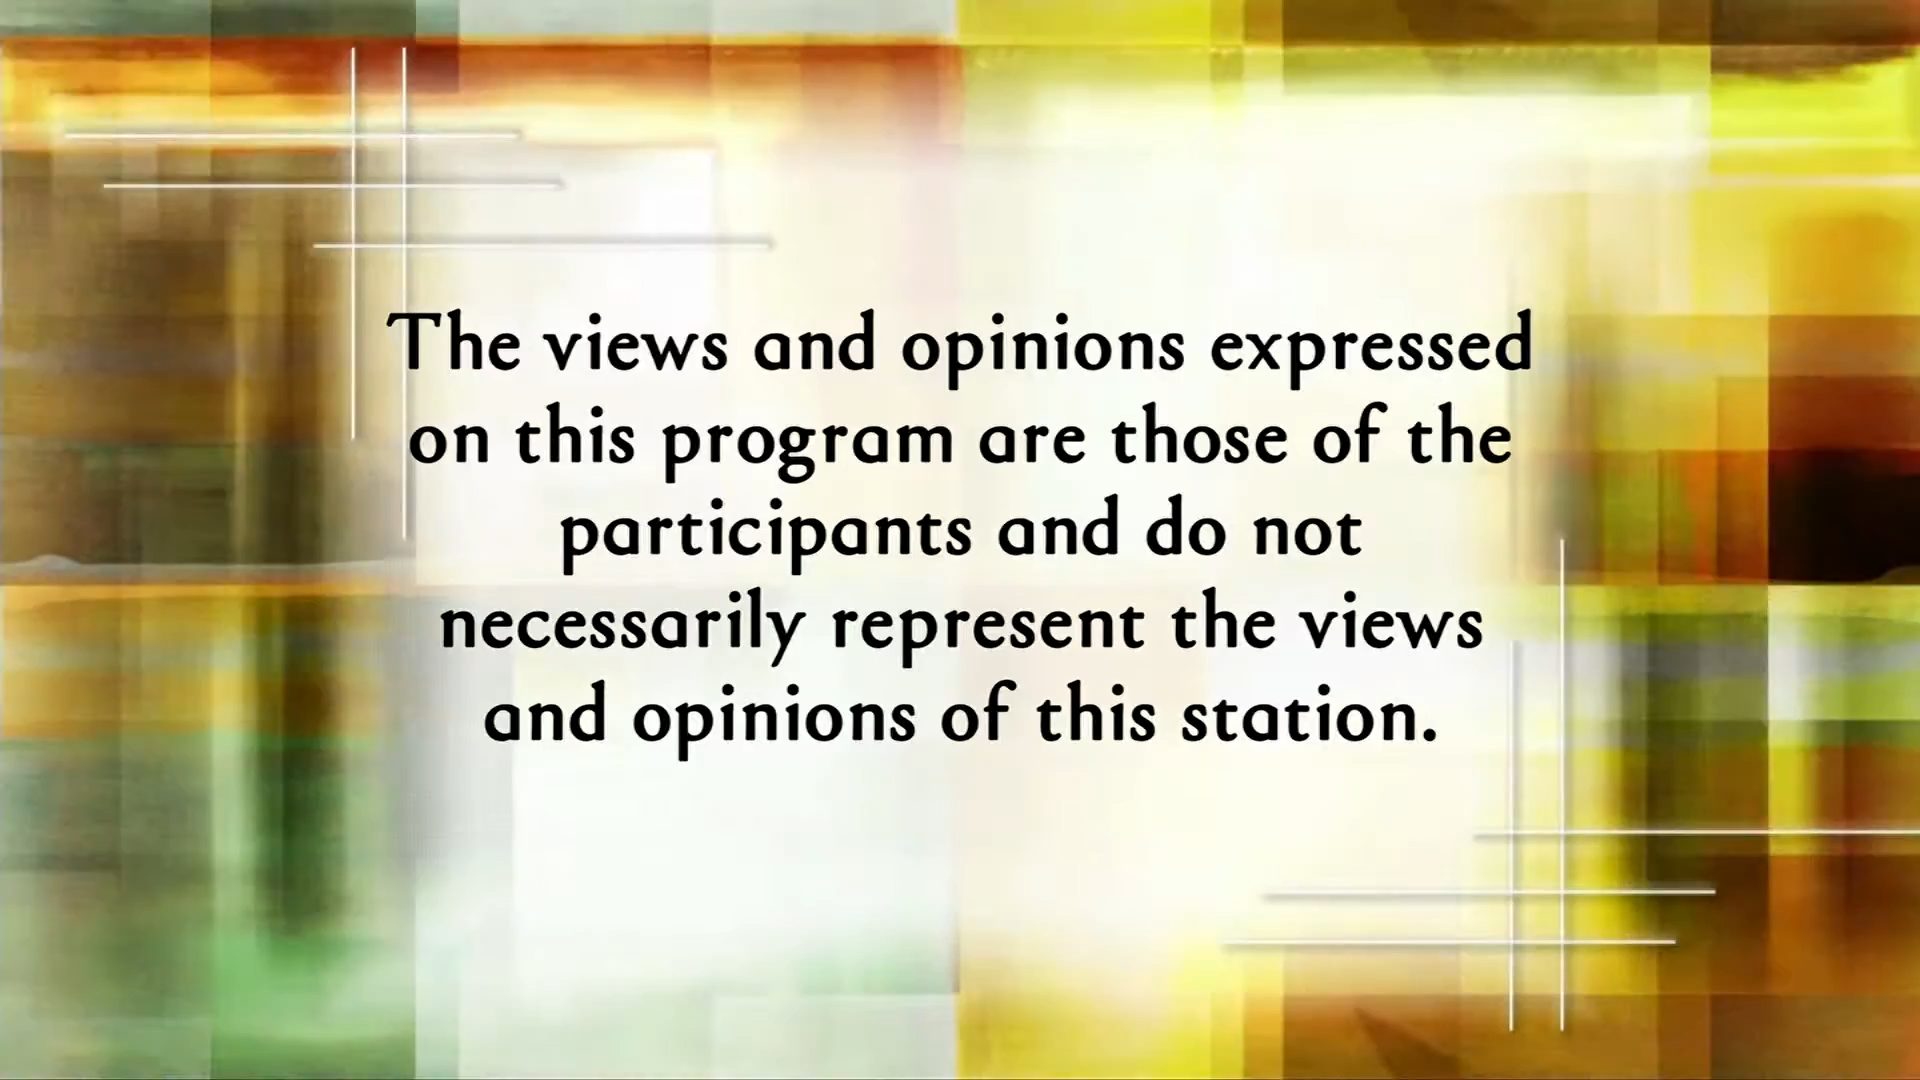 The views and opinions expressed
on this program are those of the
participants and do not
necessarily represent the views
and opinions of this station.